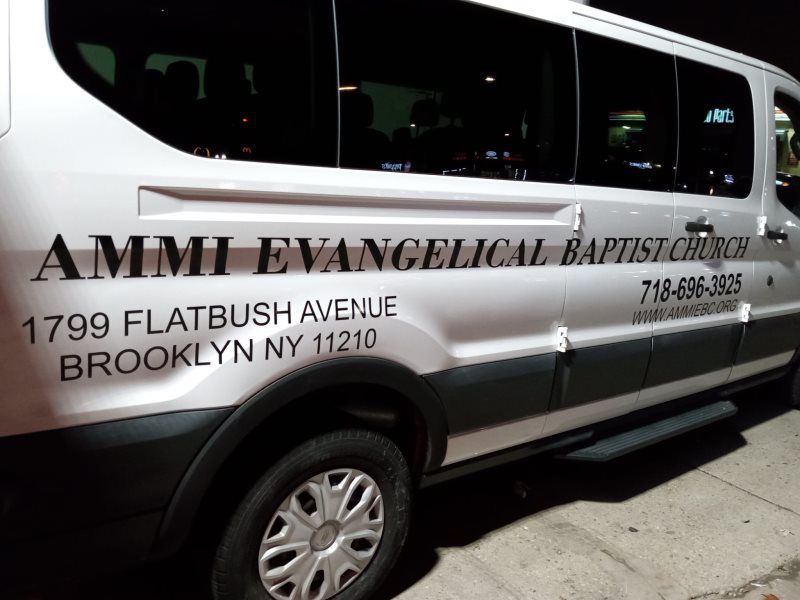 AMMI EVANGELICAL BAPTIST CHURCH
1799 FLATBUSH AVENUE
BROOKLYN NY 11210
718-696-3925
WWW.AMMIEBC.ORG